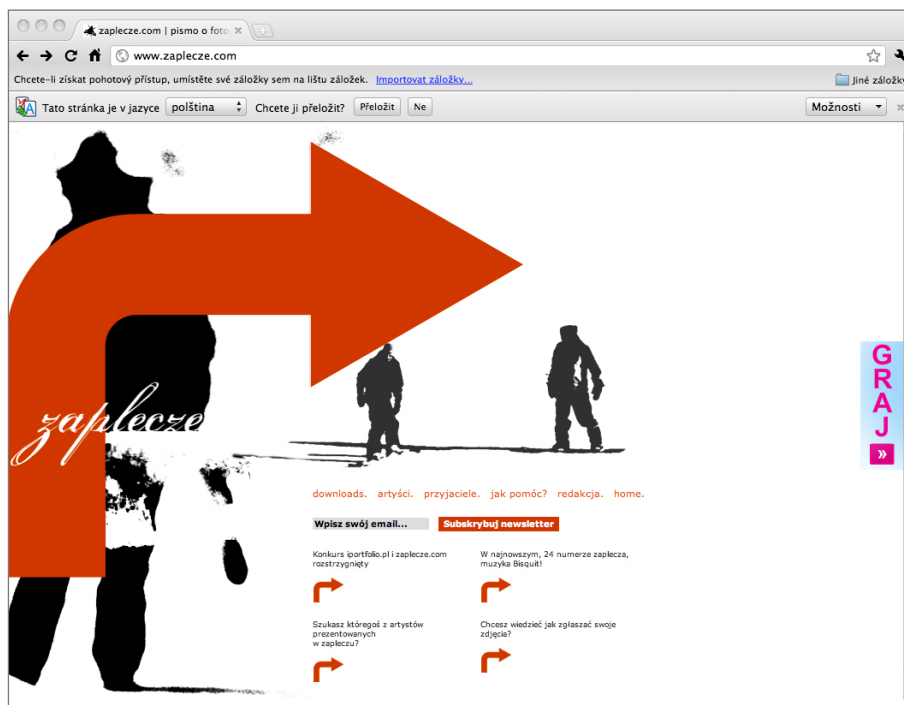 zaplecze.com | pismo o foto
www.zaplecze.com
Chcete-li získat pohotový přístup, umístěte své záložky sem na lištu záložek. Importovat záložky...
Jiné záložky
Tato stránka je v jazyce polština Chcete ji přeložit? Přeložit Ne Možnosti
zaplecze
G
R
A
J
»
downloads. artyści. przyjaciele. jak pomóc? redakcja. home.
Wpisz swój email... Subskrybuj newsletter
Konkurs iportfolio.pl i zaplecze.com
rozstrzygnięty
W najnowszym, 24 numerze zaplecza,
muzyka Bisquit!
Szukasz któregoś z artystów
prezentowanych
w zapleczu?
Chcesz wiedzieć jak zgłaszać swoje
zdjęcia?